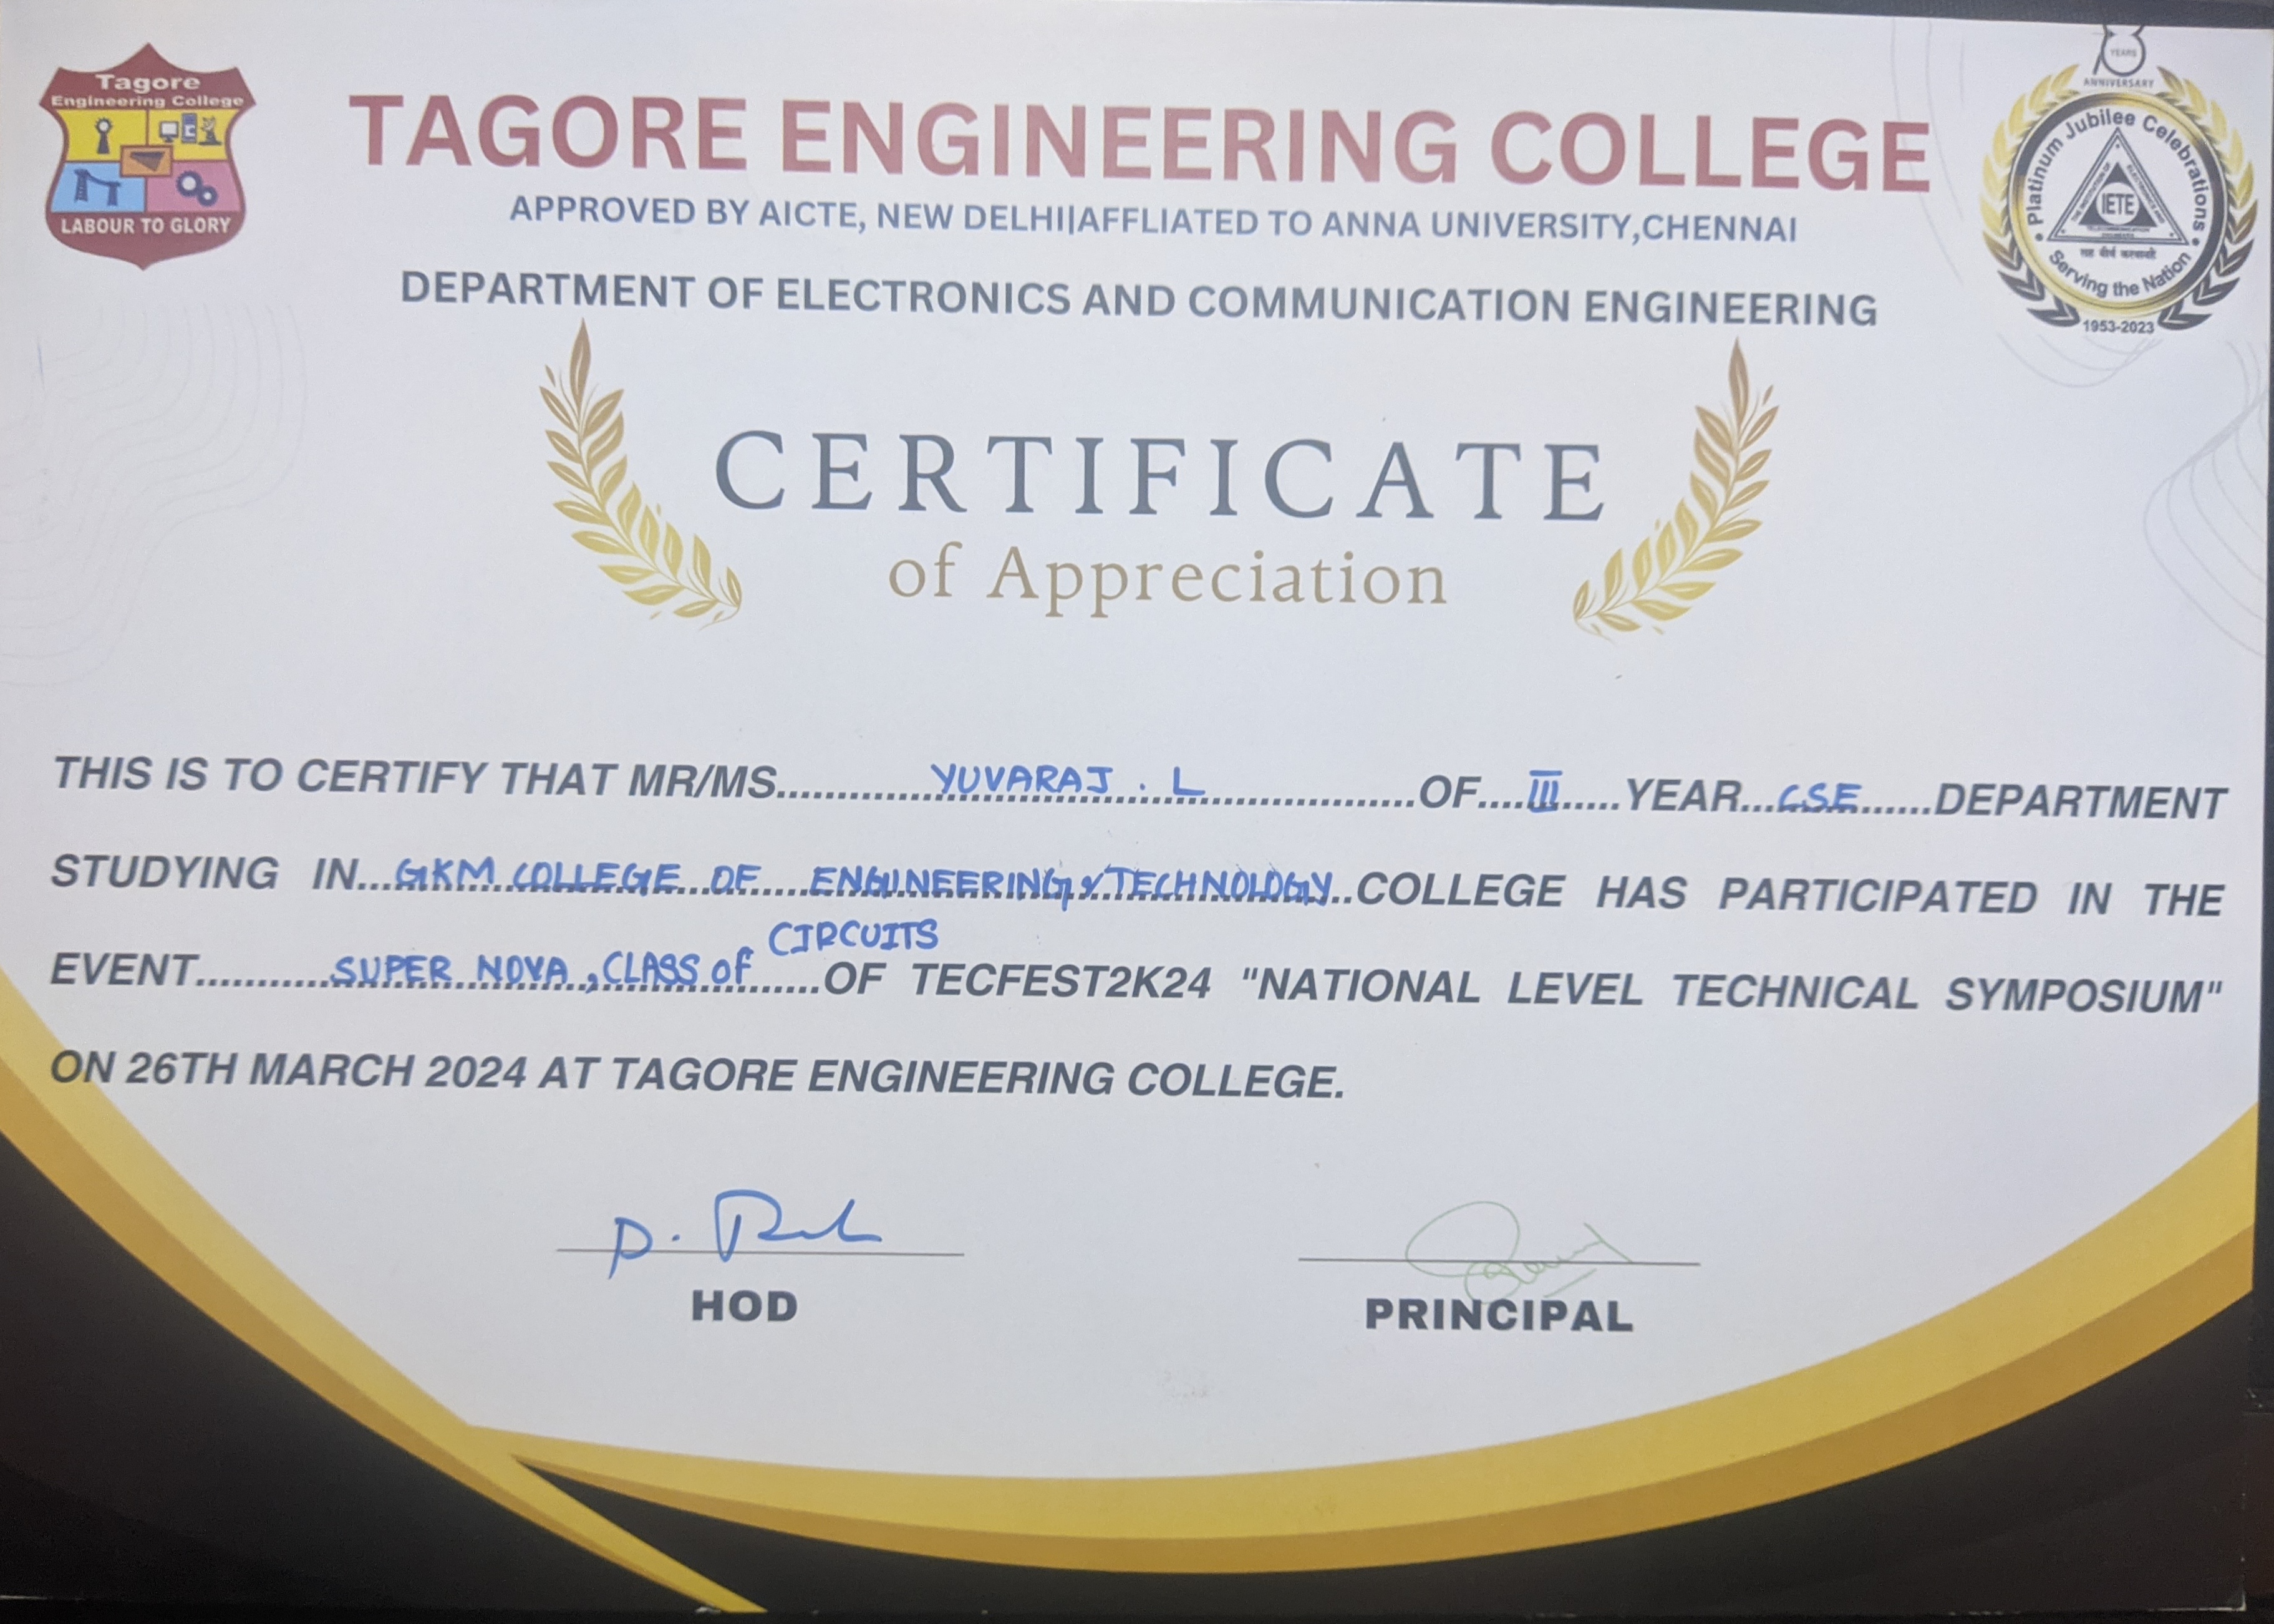 Tagore
Engineering College
LABOUR TO GLORY
TAGORE ENGINEERING COLLEGE
APPROVED BY AICTE, NEW DELHI|AFFLIATED TO ANNA UNIVERSITY,CHENNAI
DEPARTMENT OF ELECTRONICS AND COMMUNICATION ENGINEERING
YEARS
ANNIVERSARY
Platinum Jubilee Celebrations
IETE
Serving the Nation
1953-2023
CERTIFICATE
of Appreciation
THIS IS TO CERTIFY THAT MR/MS.............YUVARAJ . L.................OF....III.....YEAR...CSE......DEPARTMENT
STUDYING IN...GKM COLLEGE OF ENGINEERING & TECHNOLOGY..COLLEGE HAS PARTICIPATED IN THE
EVENT...........SUPER NOVA, CLASS of CIRCUITS......OF TECFEST2K24 "NATIONAL LEVEL TECHNICAL SYMPOSIUM"
ON 26TH MARCH 2024 AT TAGORE ENGINEERING COLLEGE.
HOD
PRINCIPAL